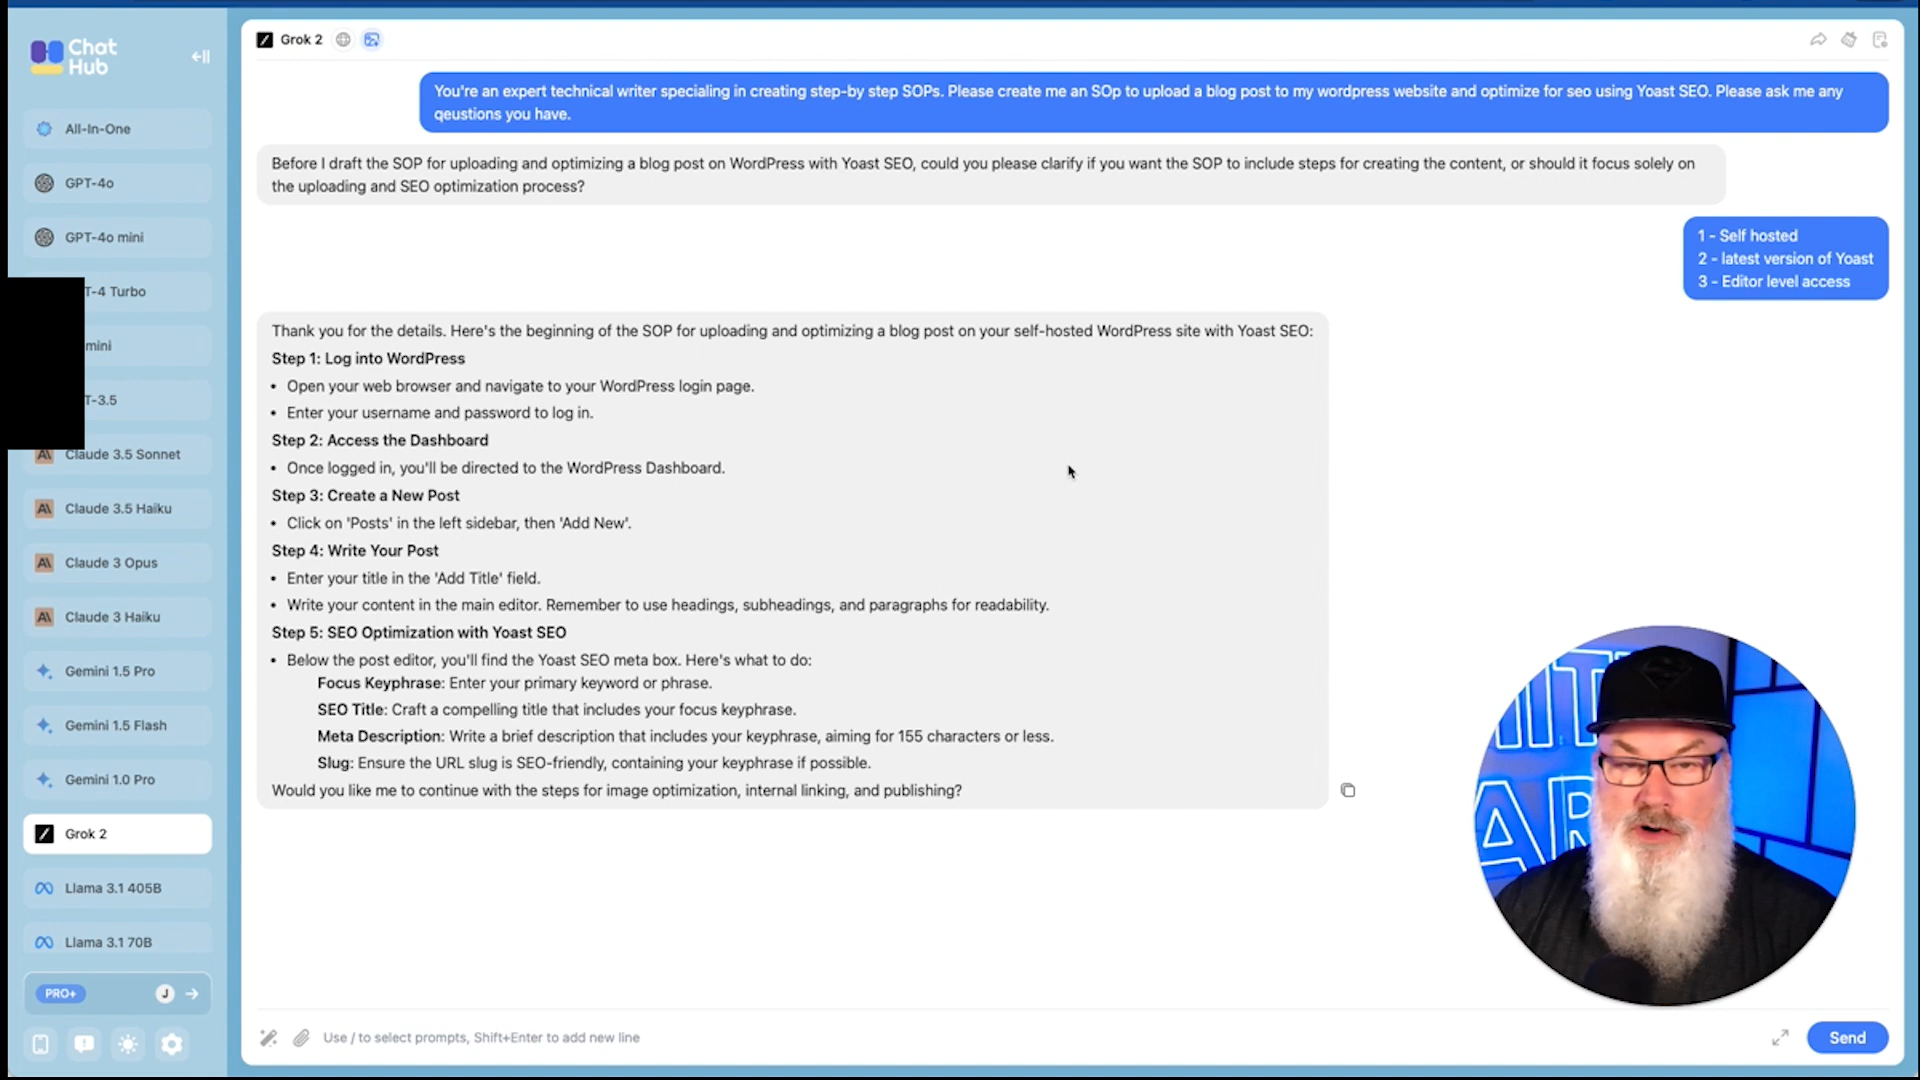 Chat
Hub
All-In-One
GPT-4o
GPT-4o mini
T-4 Turbo
mini
T-3.5
Claude 3.5 Sonnet
Claude 3.5 Haiku
Claude 3 Opus
Claude 3 Haiku
Gemini 1.5 Pro
Gemini 1.5 Flash
Gemini 1.0 Pro
Grok 2
Llama 3.1 405B
Llama 3.1 70B
PRO+
J
Grok 2
You're an expert technical writer specialing in creating step-by step SOPs. Please create me an SOp to upload a blog post to my wordpress website and optimize for seo using Yoast SEO. Please ask me any
qeustions you have.
Before I draft the SOP for uploading and optimizing a blog post on WordPress with Yoast SEO, could you please clarify if you want the SOP to include steps for creating the content, or should it focus solely on
the uploading and SEO optimization process?
1 - Self hosted
2 - latest version of Yoast
3 - Editor level access
Thank you for the details. Here's the beginning of the SOP for uploading and optimizing a blog post on your self-hosted WordPress site with Yoast SEO:
Step 1: Log into WordPress
• Open your web browser and navigate to your WordPress login page.
• Enter your username and password to log in.
Step 2: Access the Dashboard
• Once logged in, you'll be directed to the WordPress Dashboard.
Step 3: Create a New Post
• Click on 'Posts' in the left sidebar, then 'Add New'.
Step 4: Write Your Post
• Enter your title in the 'Add Title' field.
• Write your content in the main editor. Remember to use headings, subheadings, and paragraphs for readability.
Step 5: SEO Optimization with Yoast SEO
• Below the post editor, you'll find the Yoast SEO meta box. Here's what to do:
Focus Keyphrase: Enter your primary keyword or phrase.
SEO Title: Craft a compelling title that includes your focus keyphrase.
Meta Description: Write a brief description that includes your keyphrase, aiming for 155 characters or less.
Slug: Ensure the URL slug is SEO-friendly, containing your keyphrase if possible.
Would you like me to continue with the steps for image optimization, internal linking, and publishing?
Use / to select prompts, Shift+Enter to add new line
Send